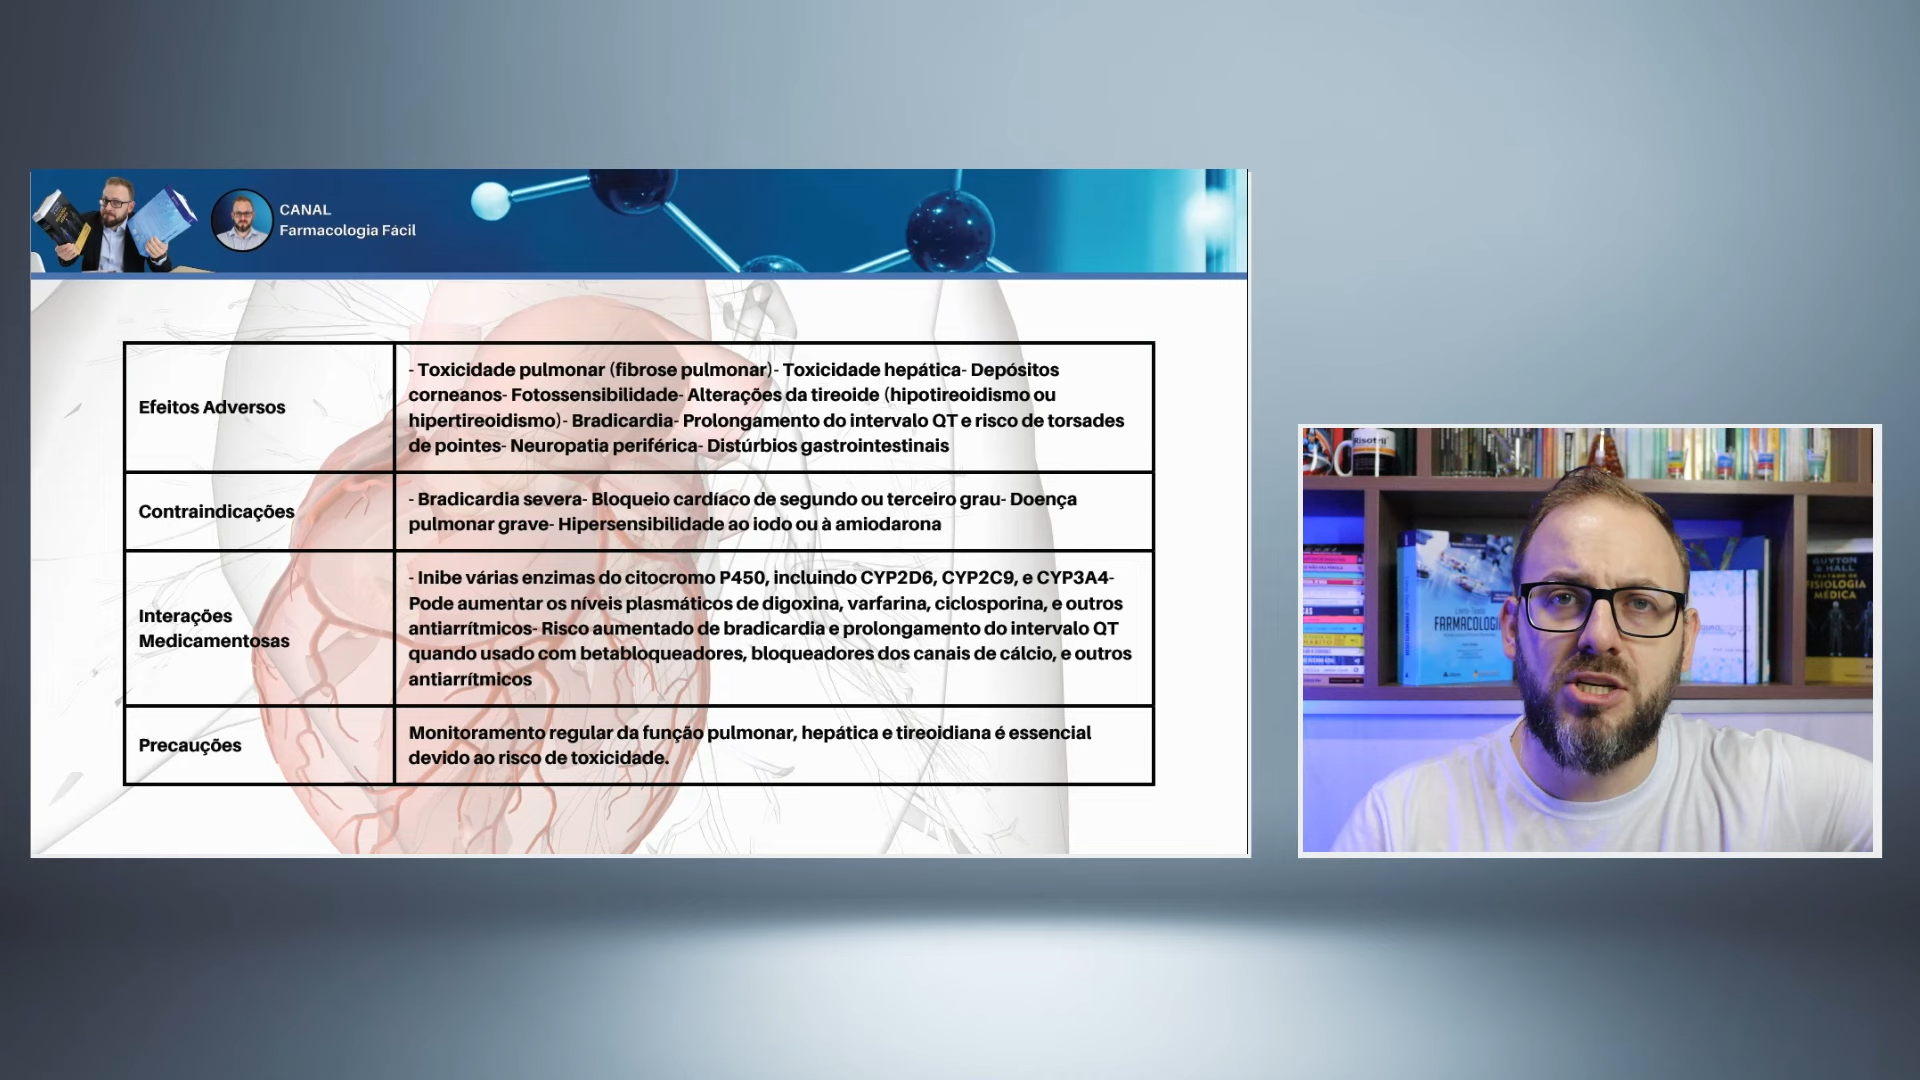 CANAL
Farmacologia Fácil
Efeitos Adversos
- Toxicidade pulmonar (fibrose pulmonar)- Toxicidade hepática- Depósitos
corneanos- Fotossensibilidade- Alterações da tireoide (hipotireoidismo ou
hipertireoidismo)- Bradicardia- Prolongamento do intervalo QT e risco de torsades
de pointes- Neuropatia periférica- Distúrbios gastrointestinais
Contraindicações
- Bradicardia severa- Bloqueio cardíaco de segundo ou terceiro grau- Doença
pulmonar grave- Hipersensibilidade ao iodo ou à amiodarona
Interações
Medicamentosas
- Inibe várias enzimas do citocromo P450, incluindo CYP2D6, CYP2C9, e CYP3A4-
Pode aumentar os níveis plasmáticos de digoxina, varfarina, ciclosporina, e outros
antiarrítmicos- Risco aumentado de bradicardia e prolongamento do intervalo QT
quando usado com betabloqueadores, bloqueadores dos canais de cálcio, e outros
antiarrítmicos
Precauções
Monitoramento regular da função pulmonar, hepática e tireoidiana é essencial
devido ao risco de toxicidade.
GUYTON
& HALL
TRATADO DE
FISIOLOGIA
MÉDICA